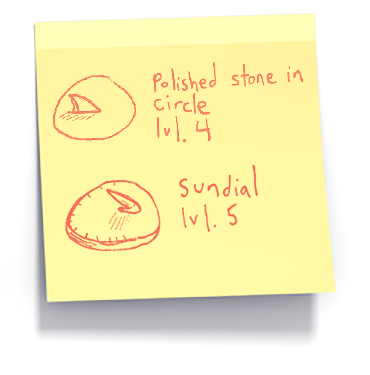 Polished stone in
circle
lvl. 4
Sundial
lvl. 5